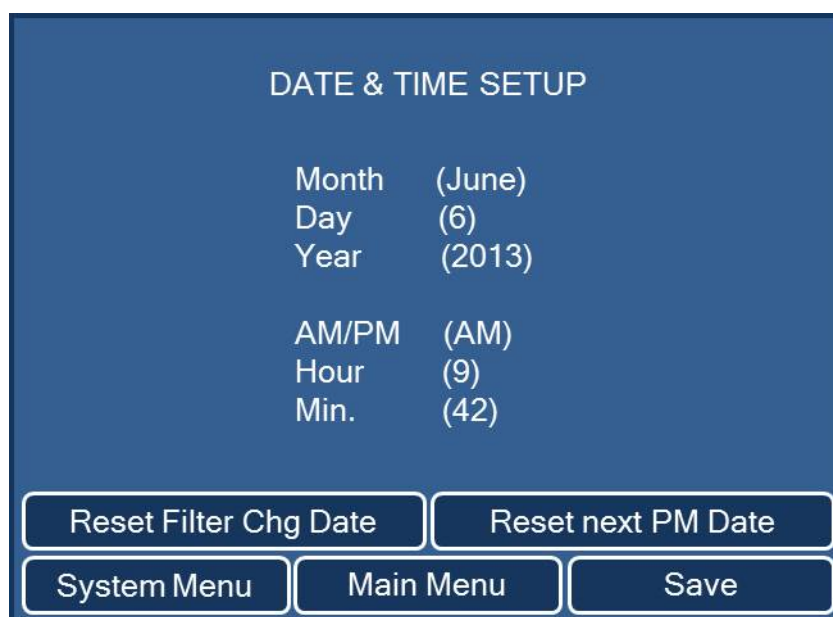 DATE & TIME SETUP
Month (June)
Day (6)
Year (2013)
AM/PM (AM)
Hour (9)
Min. (42)
Reset Filter Chg Date Reset next PM Date
System Menu Main Menu Save